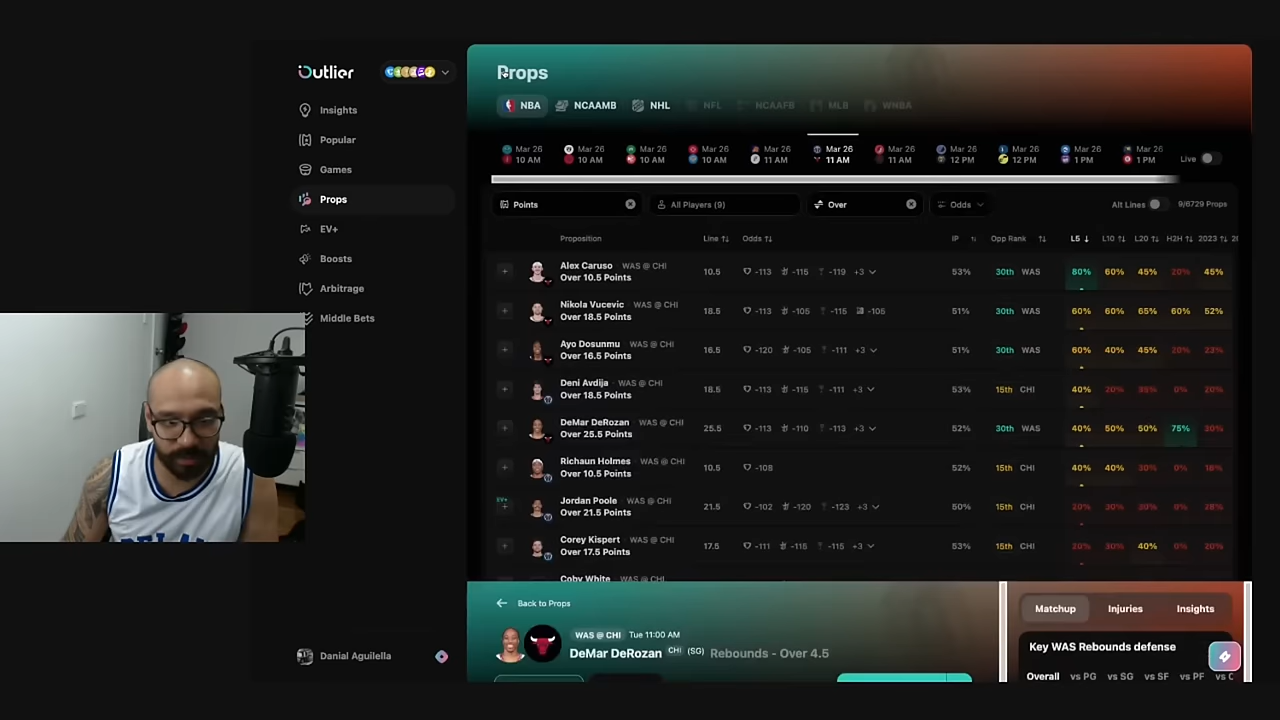 Outlier
Insights
Popular
Games
Props
EV+
Boosts
Arbitrage
Middle Bets
Danial Aguilella
Props
NBA NCAAMB NHL NFL NCAAFB MLB WNBA
Mar 26 Mar 26 Mar 26 Mar 26 Mar 26 Mar 26 Mar 26 Mar 26 Mar 26 Mar 26 Mar 26
10 AM 10 AM 10 AM 10 AM 11 AM 11 AM 11 AM 12 PM 12 PM 1 PM 1 PM Live
Points All Players (9) Over Odds Alt Lines 9/6729 Props
Proposition Line Odds IP Opp Rank L5 L10 L20 H2H 2023
Alex Caruso WAS @ CHI
Over 10.5 Points 10.5 -113 -115 -119 +3 53% 30th WAS 80% 60% 45% 20% 45%
Nikola Vucevic WAS @ CHI
Over 18.5 Points 18.5 -113 -105 -115 -105 51% 30th WAS 60% 60% 65% 60% 52%
Ayo Dosunmu WAS @ CHI
Over 16.5 Points 16.5 -120 -105 -111 +3 51% 30th WAS 60% 40% 45% 20% 23%
Deni Avdija WAS @ CHI
Over 18.5 Points 18.5 -113 -115 -111 +3 53% 15th CHI 40% 20% 35% 0% 20%
DeMar DeRozan WAS @ CHI
Over 25.5 Points 25.5 -113 -110 -113 +3 52% 30th WAS 40% 50% 50% 75% 30%
Richaun Holmes WAS @ CHI
Over 10.5 Points 10.5 -108 52% 15th CHI 40% 40% 30% 0% 16%
EV+
Jordan Poole WAS @ CHI
Over 21.5 Points 21.5 -102 -120 -123 +3 50% 15th CHI 20% 30% 30% 0% 28%
Corey Kispert WAS @ CHI
Over 17.5 Points 17.5 -111 -115 -115 +3 53% 15th CHI 20% 30% 40% 0% 20%
Coby White WAS @ CHI
Back to Props
WAS @ CHI Tue 11:00 AM
DeMar DeRozan CHI (SG) Rebounds - Over 4.5
Matchup Injuries Insights
Key WAS Rebounds defense
Overall vs PG vs SG vs SF vs PF vs C